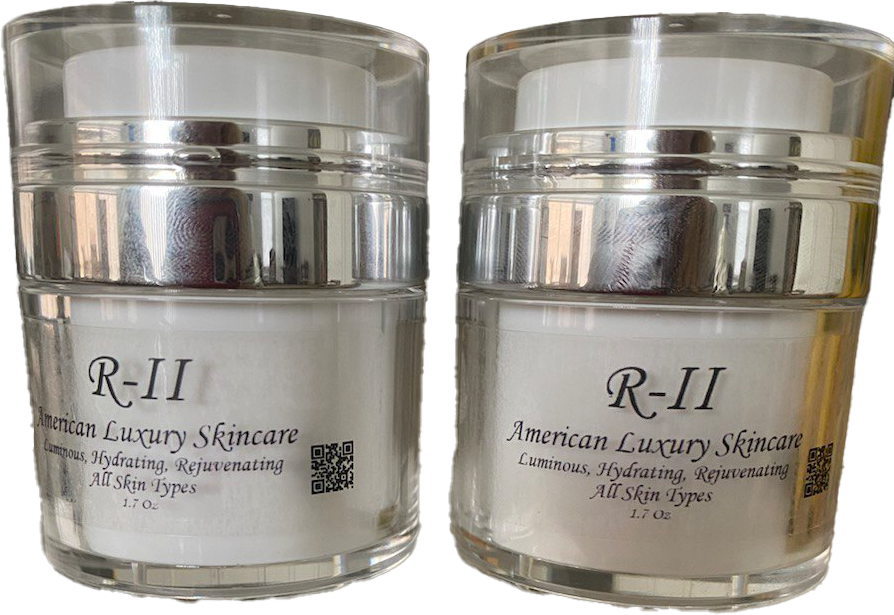 R-II
American Luxury Skincare
Luminous, Hydrating, Rejuvenating
All Skin Types
1.7 Oz
R-II
American Luxury Skincare
Luminous, Hydrating, Rejuvenating
All Skin Types
1.7 Oz